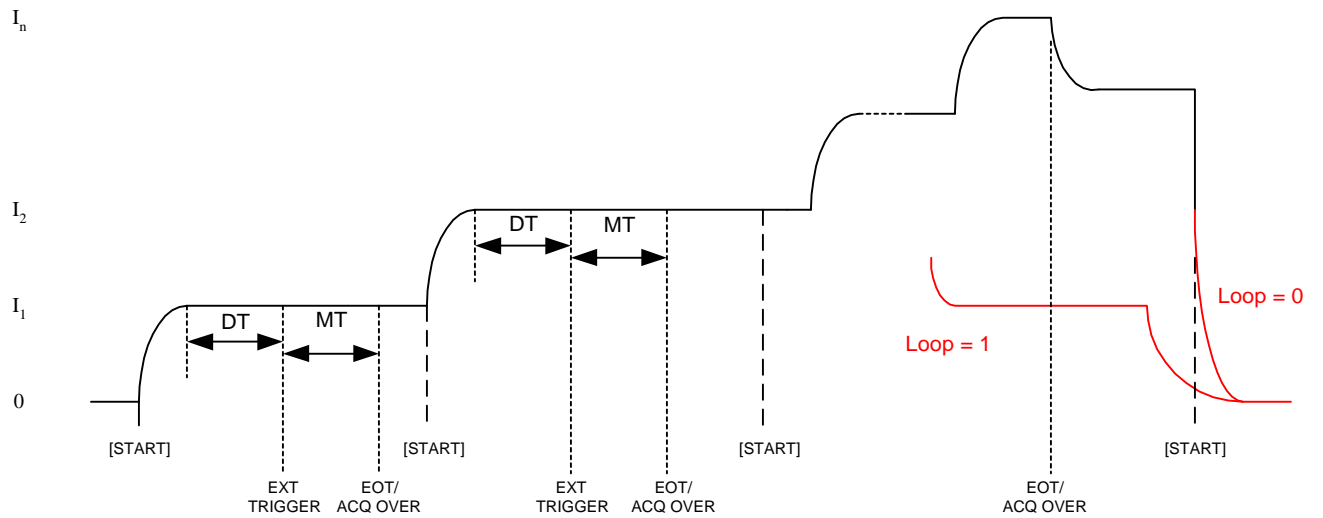 In
I2
DT
MT
I1
DT
MT
Loop = 0
Loop = 1
0
[START]
[START]
[START]
[START]
EXT
TRIGGER
EOT/
ACQ OVER
EXT
TRIGGER
EOT/
ACQ OVER
EOT/
ACQ OVER